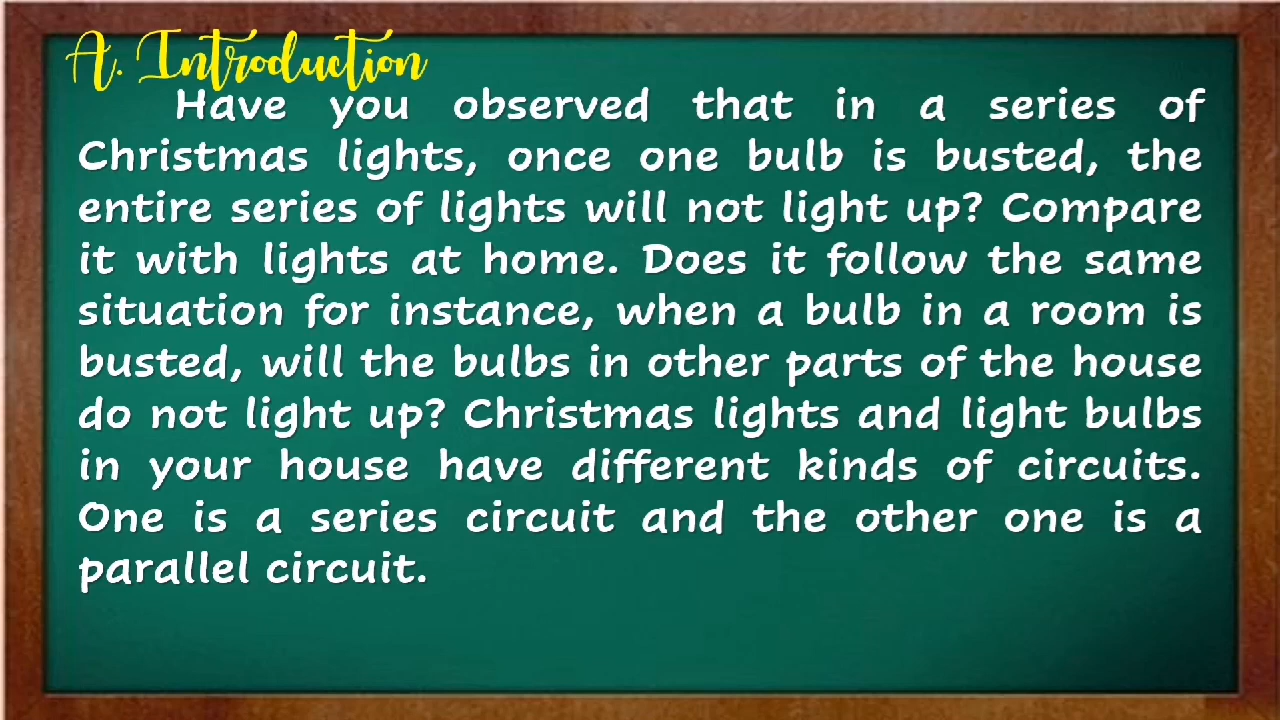 A. Introduction
Have you observed that in a series of
Christmas lights, once one bulb is busted, the
entire series of lights will not light up? Compare
it with lights at home. Does it follow the same
situation for instance, when a bulb in a room is
busted, will the bulbs in other parts of the house
do not light up? Christmas lights and light bulbs
in your house have different kinds of circuits.
One is a series circuit and the other one is a
parallel circuit.